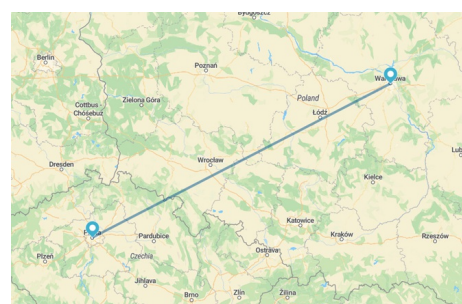 Bydgoszcz
Berlin
Poznań
Warszawa
Poland
Cottbus
Chóśebuz
Zielona Góra
Łódź
Lub
Dresden
Wrocław
Kielce
Katowice
Pardubice
Kraków
Rzeszów
Plzeň
Czechia
Ostrava
Jihlava
Brno
Zlín
Žilina